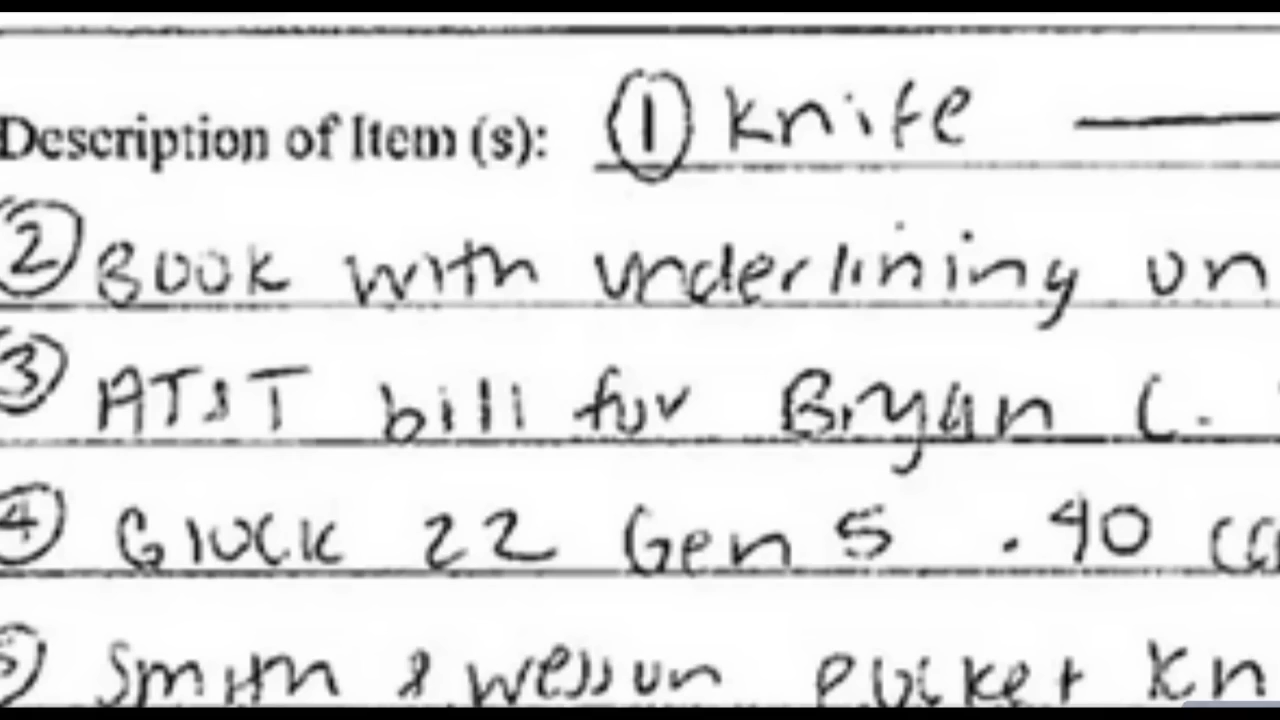 Description of Item (s): ① Knife —
② Book with underlining on
③ AT&T bill for Bryan C.
④ Glock 22 Gen 5 .40
⑤ Smith & Wesson Pocket Kn